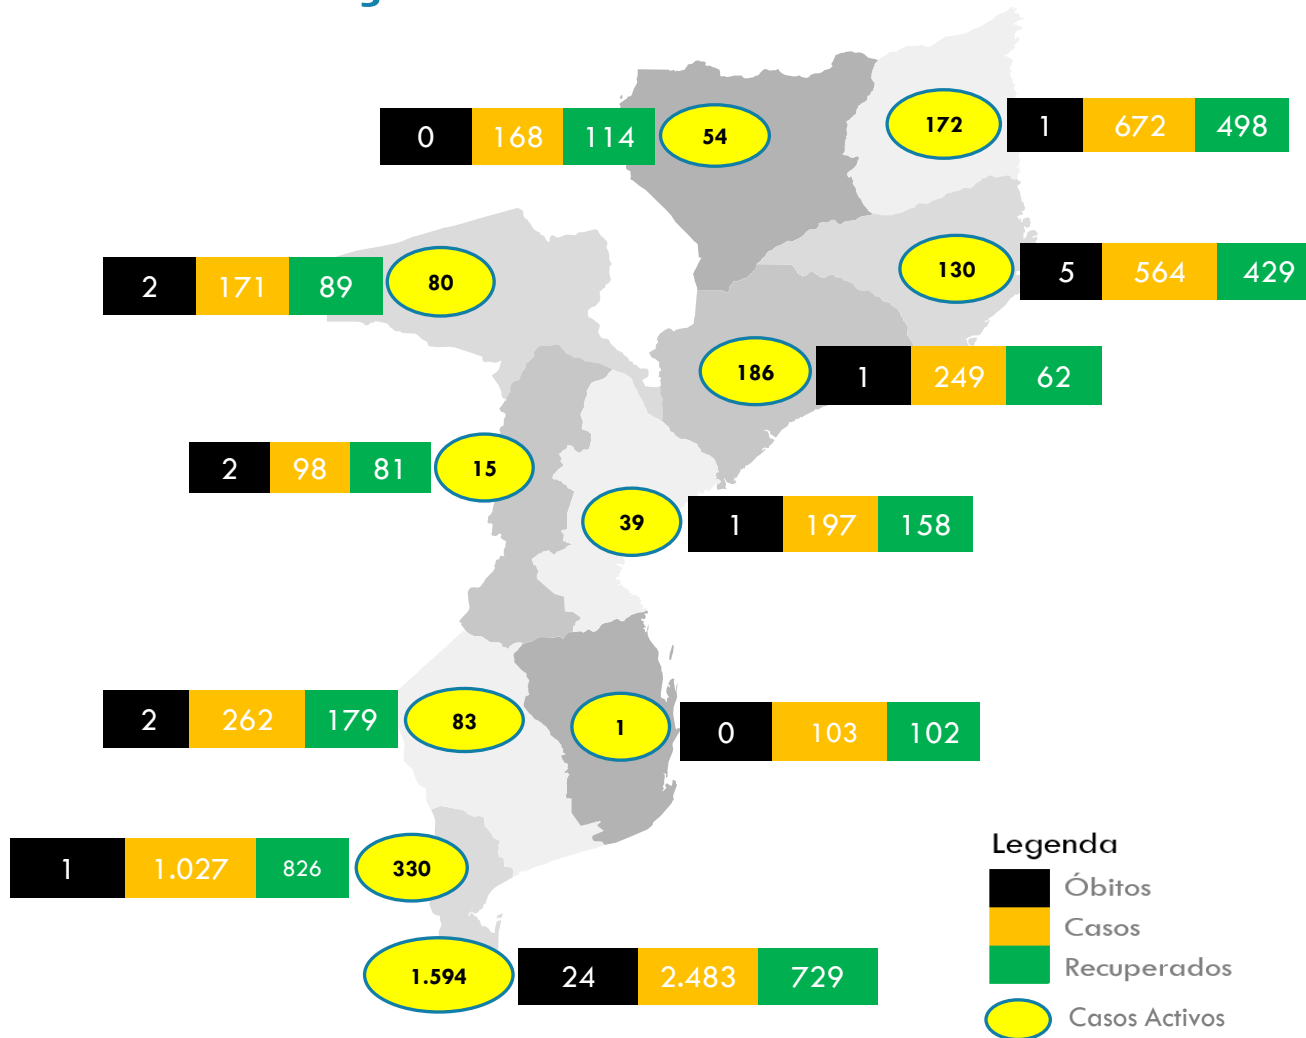 0 168 114 54
172 1 672 498
2 171 89 80
130 5 564 429
186 1 249 62
2 98 81 15
39 1 197 158
2 262 179 83
1 0 103 102
1 1.027 826 330
1.594 24 2.483 729
Legenda
Óbitos
Casos
Recuperados
Casos Activos